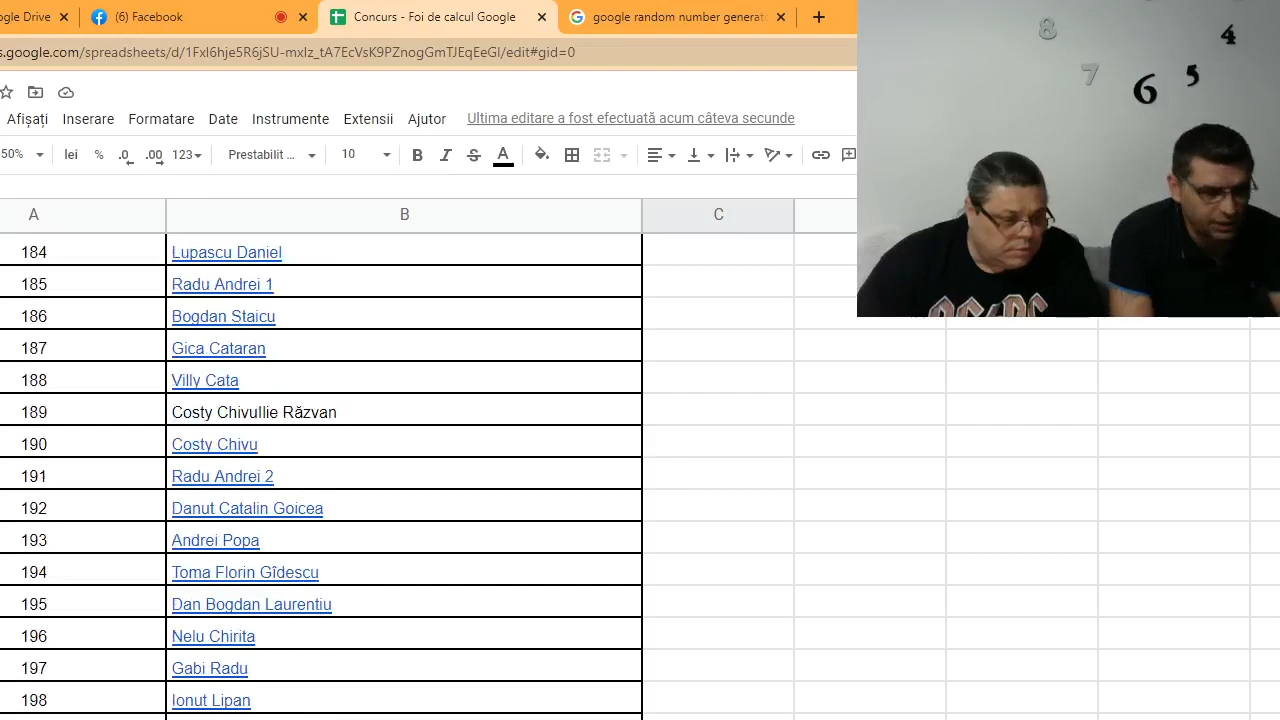 gle Drive
(6) Facebook
Concurs - Foi de calcul Google
google random number generat
s.google.com/spreadsheets/d/1FxI6hje5R6jSU-mxIz_tA7EcVsK9PZnogGmTJEqEeGI/edit#gid=0
Afișați Inserare Formatare Date Instrumente Extensii Ajutor Ultima editare a fost efectuată acum câteva secunde
50% lei % .0 .00 123 Prestabilit ... 10 B I S A
A B C
184 Lupascu Daniel
185 Radu Andrei 1
186 Bogdan Staicu
187 Gica Cataran
188 Villy Cata
189 Costy ChivuIlie Răzvan
190 Costy Chivu
191 Radu Andrei 2
192 Danut Catalin Goicea
193 Andrei Popa
194 Toma Florin Gîdescu
195 Dan Bogdan Laurentiu
196 Nelu Chirita
197 Gabi Radu
198 Ionut Lipan
8
4
7
6
5
AC DC